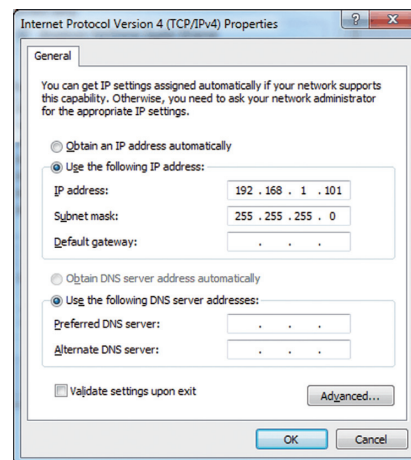 Internet Protocol Version 4 (TCP/IPv4) Properties
General
You can get IP settings assigned automatically if your network supports
this capability. Otherwise, you need to ask your network administrator
for the appropriate IP settings.
Obtain an IP address automatically
Use the following IP address:
IP address: 192 . 168 . 1 . 101
Subnet mask: 255 . 255 . 255 . 0
Default gateway: . . .
Obtain DNS server address automatically
Use the following DNS server addresses:
Preferred DNS server: . . .
Alternate DNS server: . . .
Validate settings upon exit
Advanced...
OK Cancel